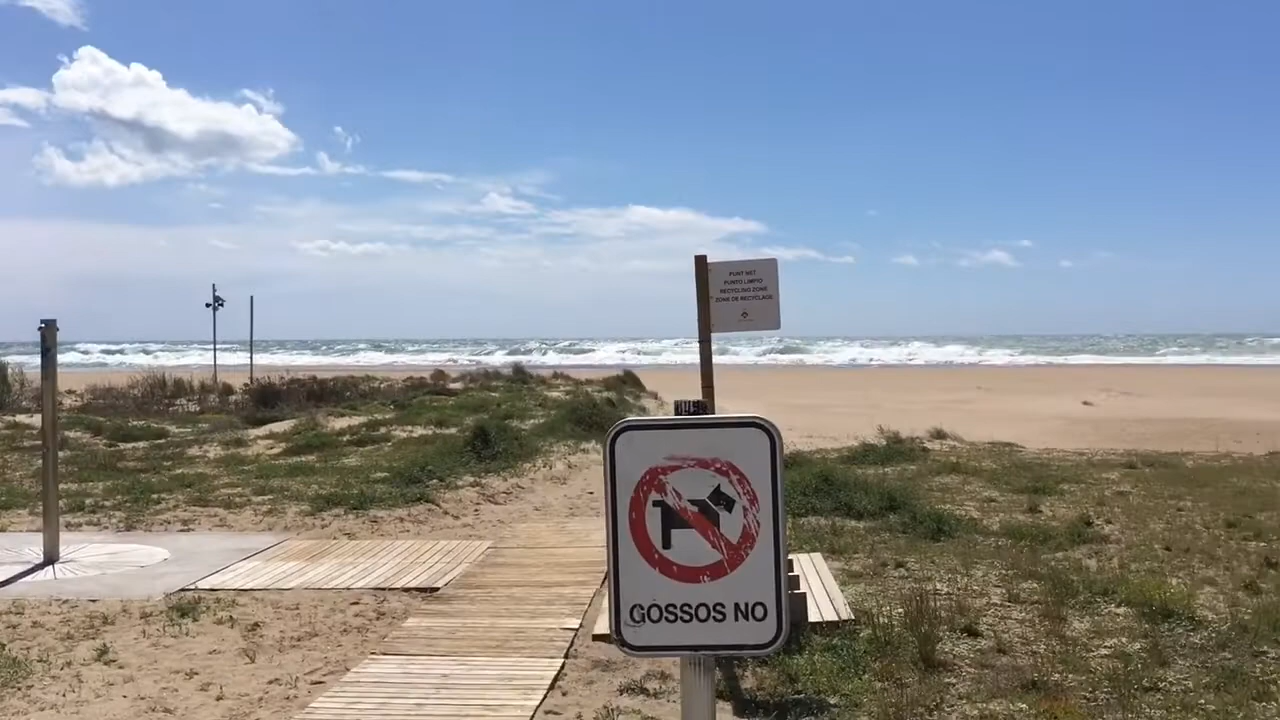 PUNT NET
PUNTO LIMPIO
RECYCLING ZONE
ZONE DE RECYCLAGE
GOSSOS NO